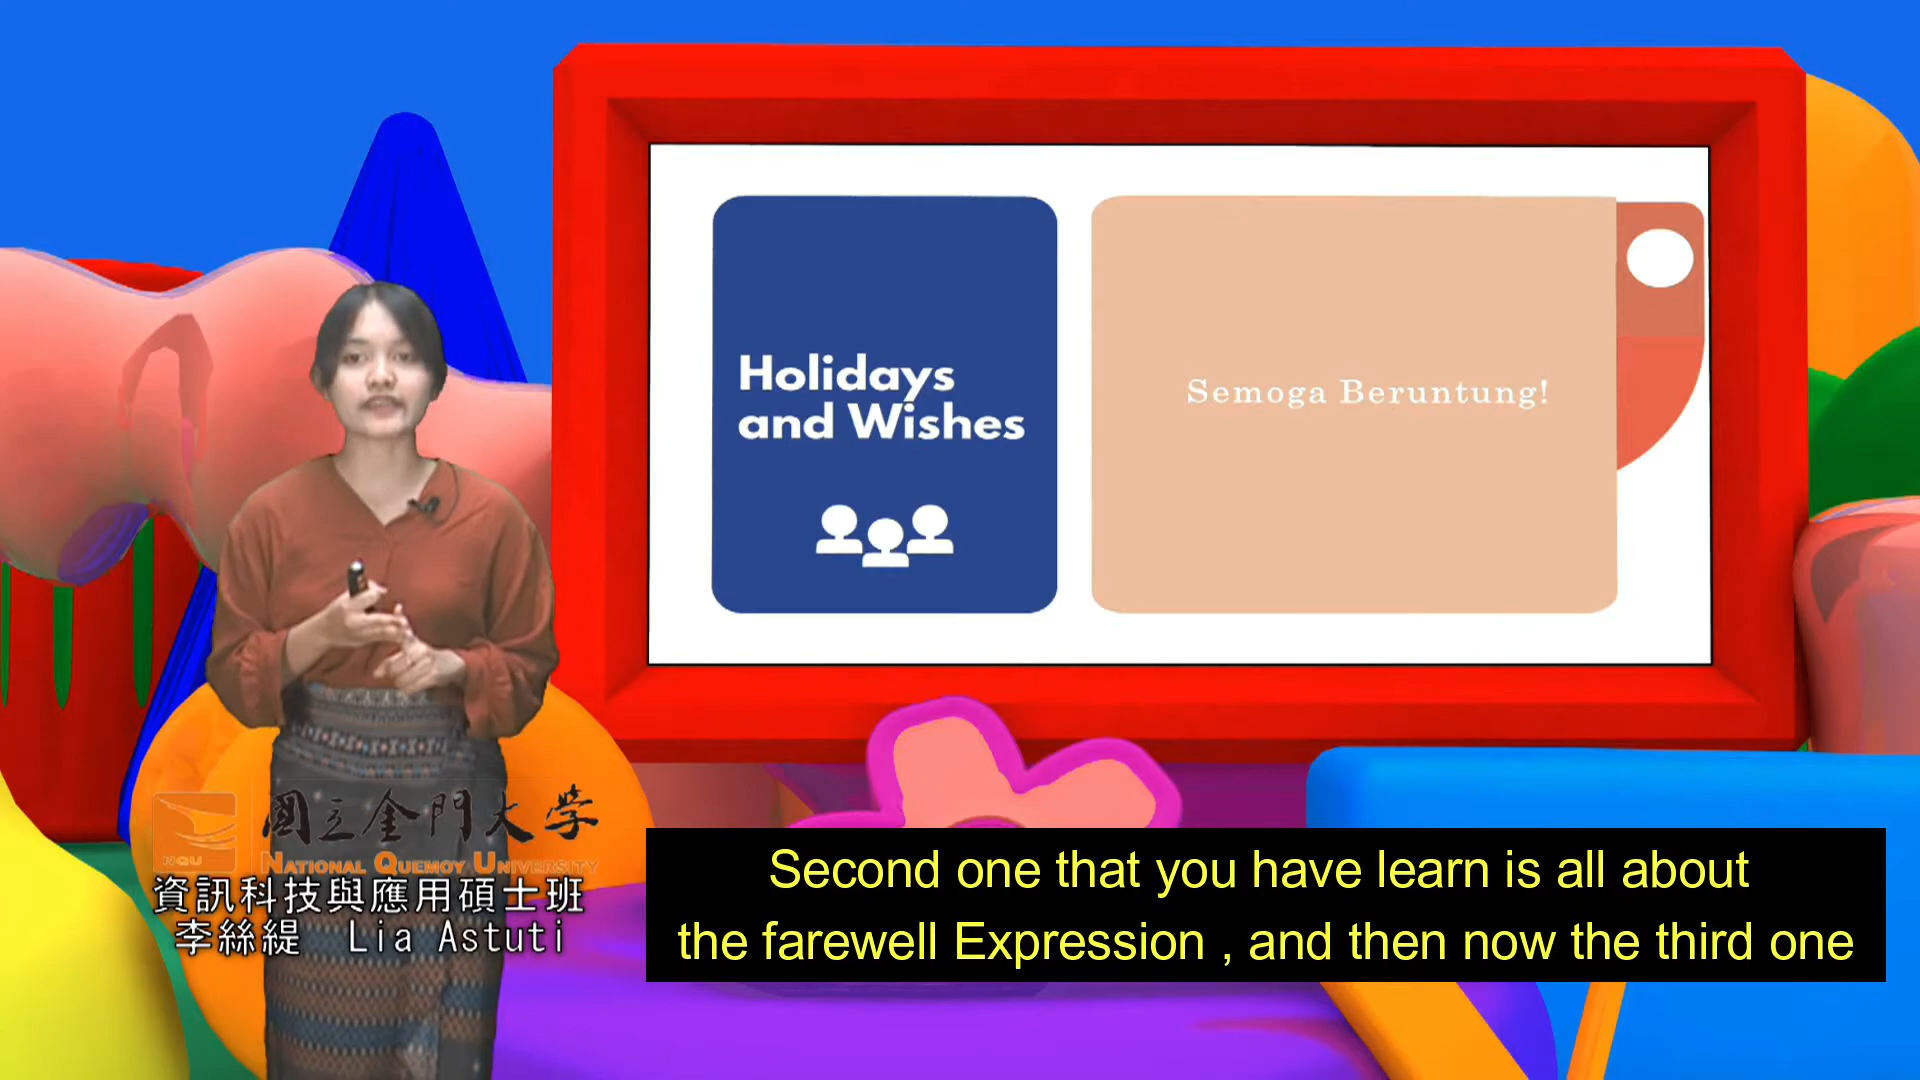 Holidays
and Wishes
Semoga Beruntung!
國立金門大學
NQU
NATIONAL QUEMOY UNIVERSITY
資訊科技與應用碩士班
李絲緹 Lia Astuti
Second one that you have learn is all about
the farewell Expression , and then now the third one